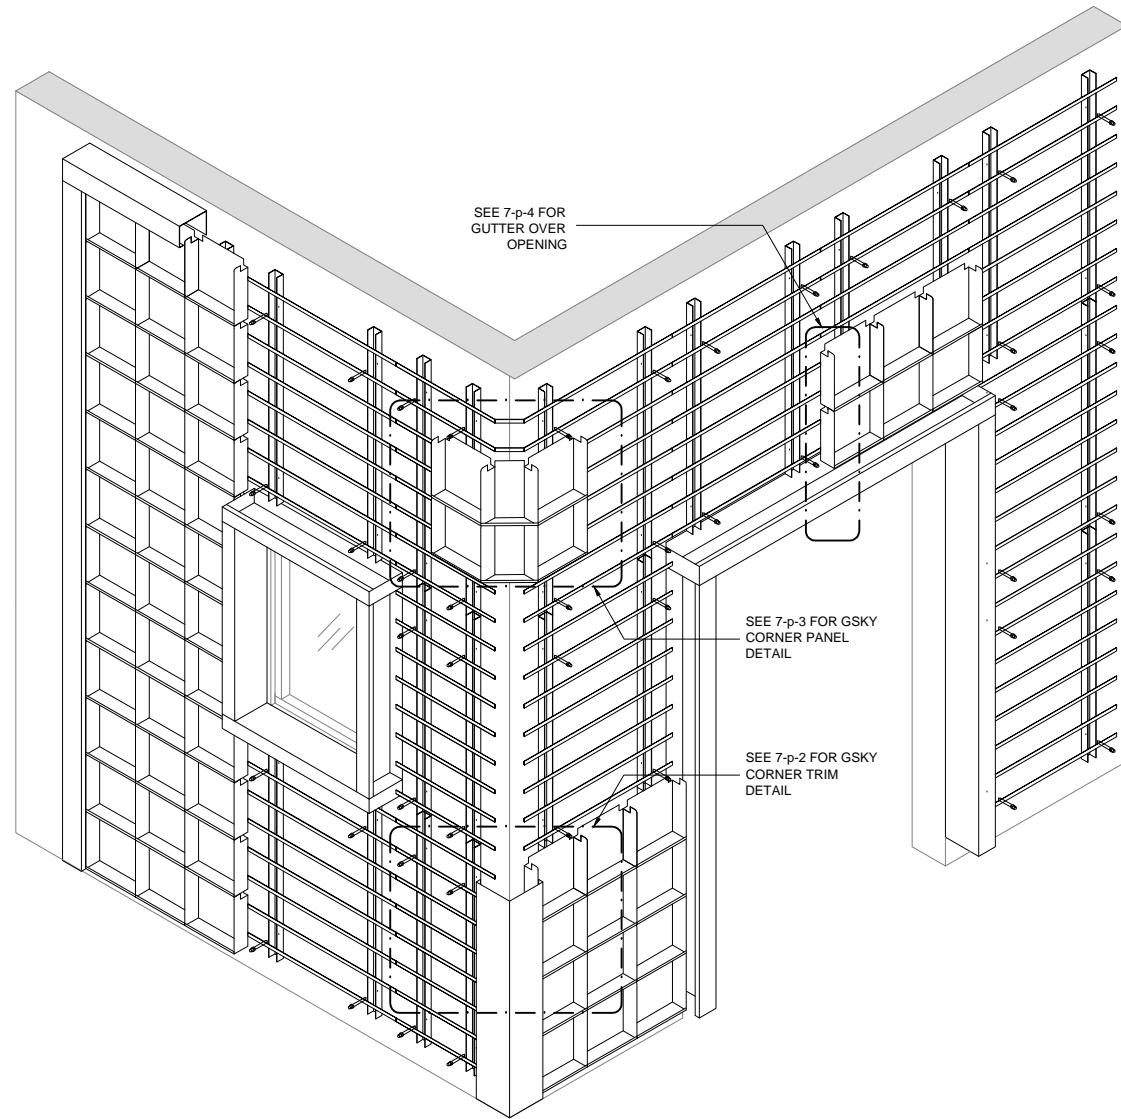 SEE 7-p-4 FOR
GUTTER OVER
OPENING
SEE 7-p-3 FOR GSKY
CORNER PANEL
DETAIL
SEE 7-p-2 FOR GSKY
CORNER TRIM
DETAIL